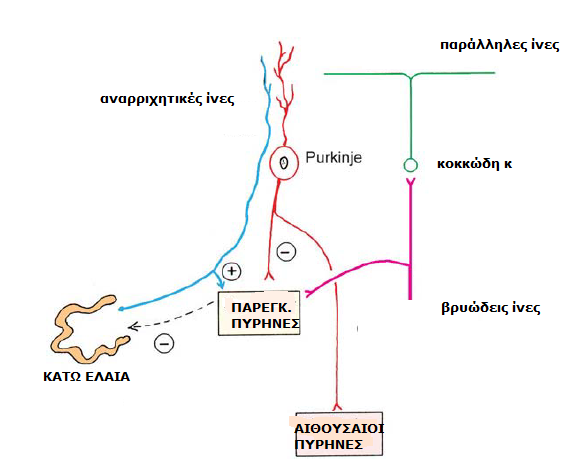 παράλληλες ίνες
αναρριχητικές ίνες
Purkinje
κοκκώδη κ
−
+
ΠΑΡΕΓΚ.
ΠΥΡΗΝΕΣ
βρυώδεις ίνες
−
ΚΑΤΩ ΕΛΑΙΑ
ΑΙΘΟΥΣΑΙΟΙ
ΠΥΡΗΝΕΣ